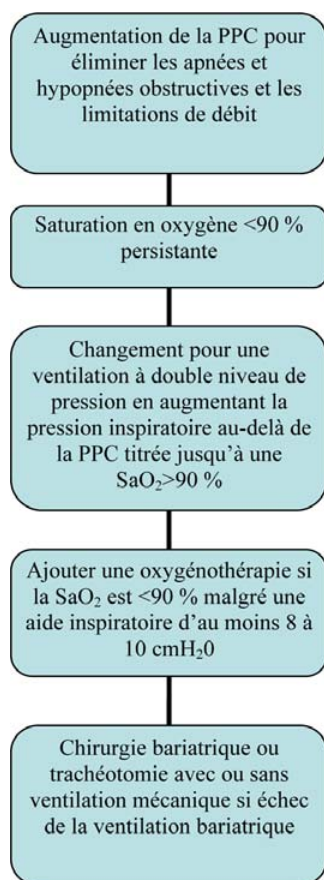 Augmentation de la PPC pour
éliminer les apnées et
hypopnées obstructives et les
limitations de débit
Saturation en oxygène <90 %
persistante
Changement pour une
ventilation à double niveau de
pression en augmentant la
pression inspiratoire au-delà de
la PPC titrée jusqu’à une
SaO₂>90 %
Ajouter une oxygénothérapie si
la SaO₂ est <90 % malgré une
aide inspiratoire d’au moins 8 à
10 cmH₂0
Chirurgie bariatrique ou
trachéotomie avec ou sans
ventilation mécanique si échec
de la ventilation bariatrique